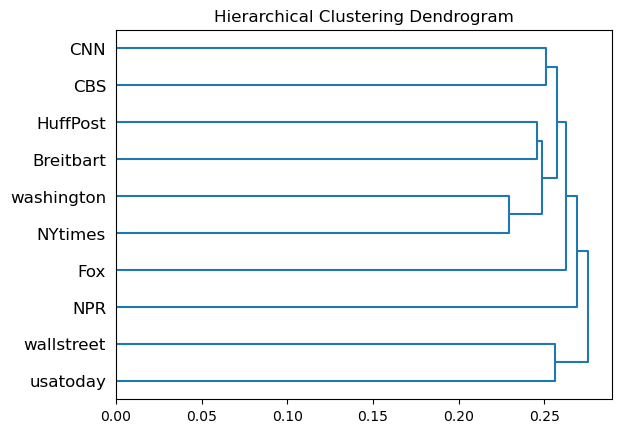 Hierarchical Clustering Dendrogram
CNN
CBS
HuffPost
Breitbart
washington
NYtimes
Fox
NPR
wallstreet
usatoday
0.00 0.05 0.10 0.15 0.20 0.25